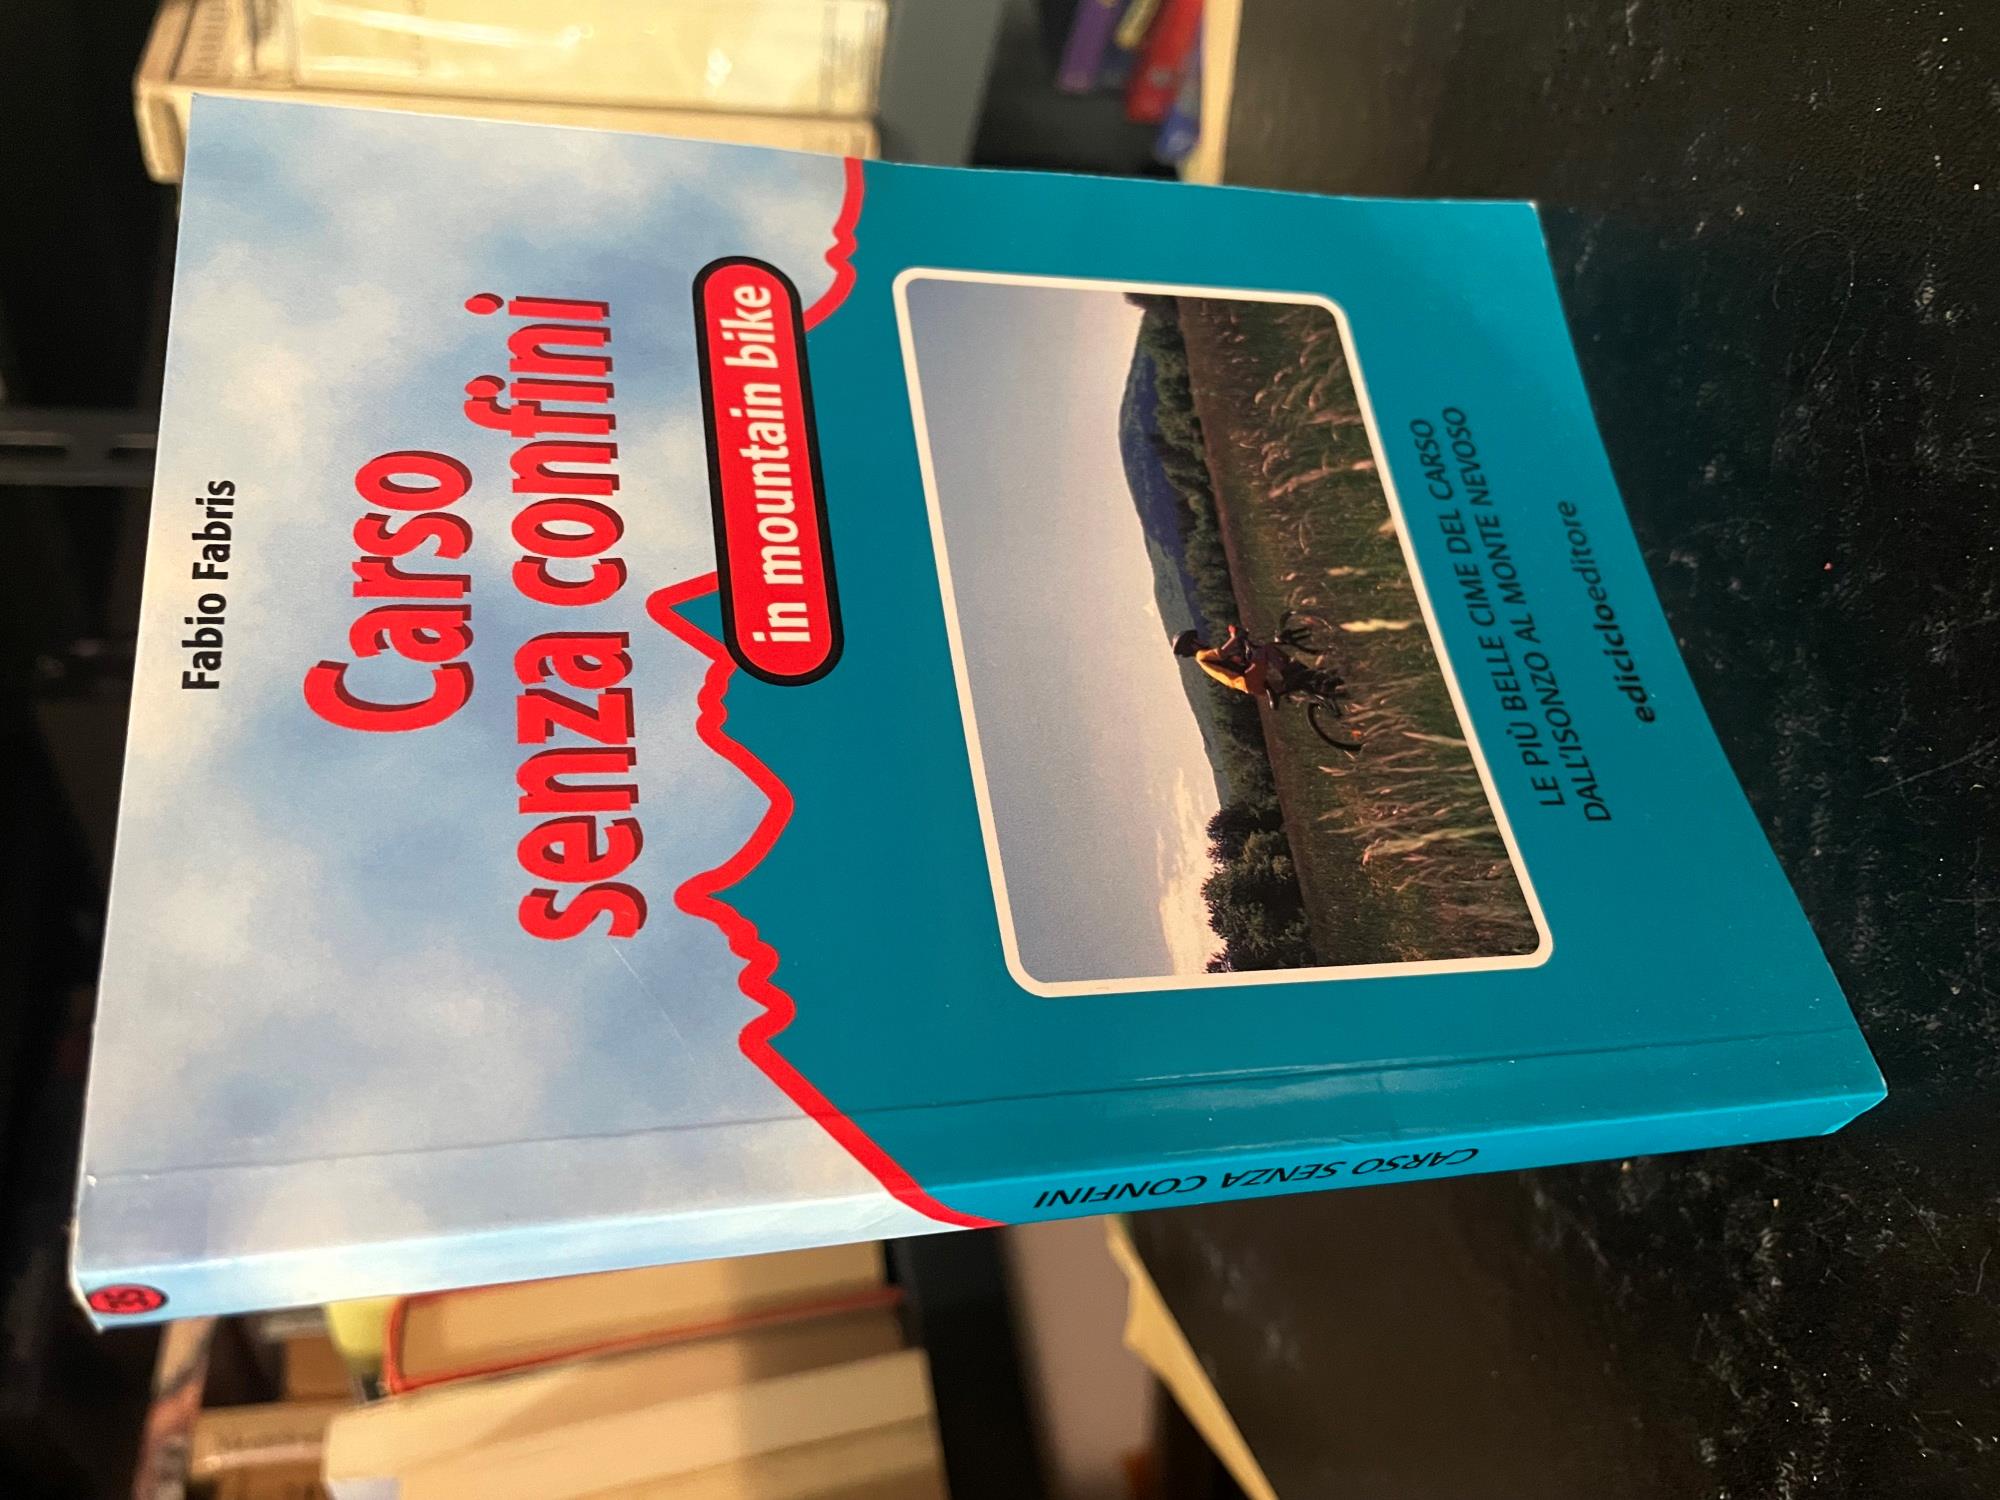 Fabio Fabris
Carso
senza confini
in mountain bike
LE PIÙ BELLE CIME DEL CARSO
DALL'ISONZO AL MONTE NEVOSO
ediciclo editore
35
CARSO SENZA CONFINI